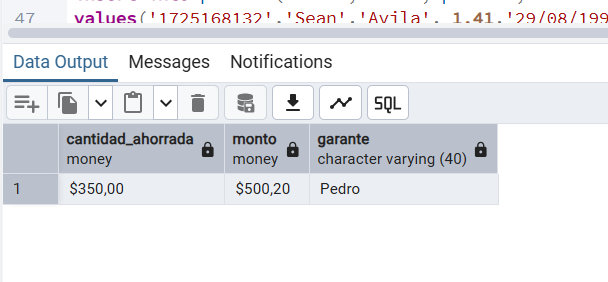 47 values('1725168132','Sean','Avila', 1.41,'29/08/199
Data Output Messages Notifications
SQL
cantidad_ahorrada monto garante
money money character varying (40)
1 $350,00 $500,20 Pedro